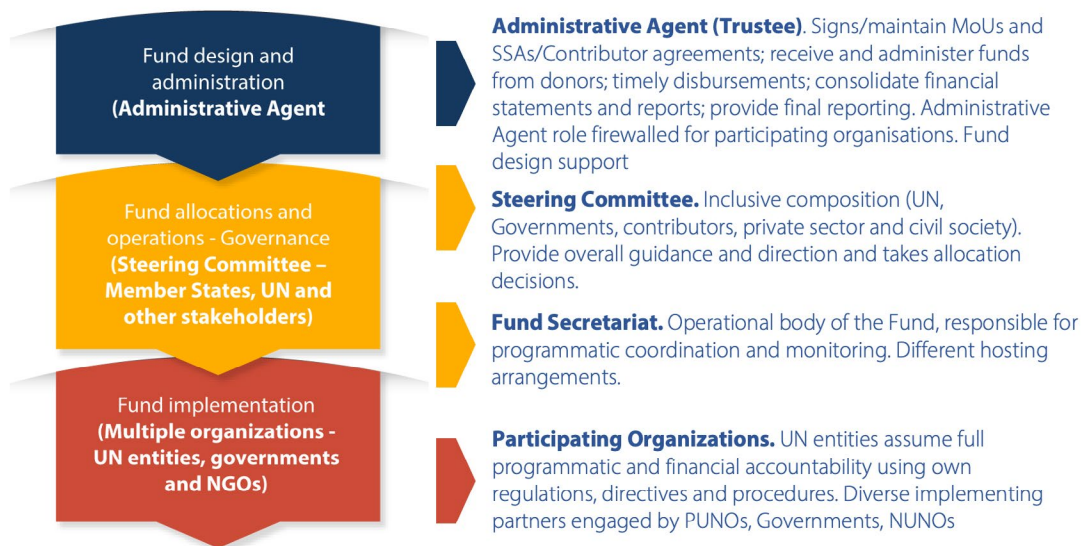 Fund design and
administration
(Administrative Agent
Administrative Agent (Trustee). Signs/maintain MoUs and
SSAs/Contributor agreements; receive and administer funds
from donors; timely disbursements; consolidate financial
statements and reports; provide final reporting. Administrative
Agent role firewalled for participating organisations. Fund
design support
Fund allocations and
operations - Governance
(Steering Committee –
Member States, UN and
other stakeholders)
Steering Committee. Inclusive composition (UN,
Governments, contributors, private sector and civil society).
Provide overall guidance and direction and takes allocation
decisions.
Fund Secretariat. Operational body of the Fund, responsible for
programmatic coordination and monitoring. Different hosting
arrangements.
Fund implementation
(Multiple organizations -
UN entities, governments
and NGOs)
Participating Organizations. UN entities assume full
programmatic and financial accountability using own
regulations, directives and procedures. Diverse implementing
partners engaged by PUNOs, Governments, NUNOs